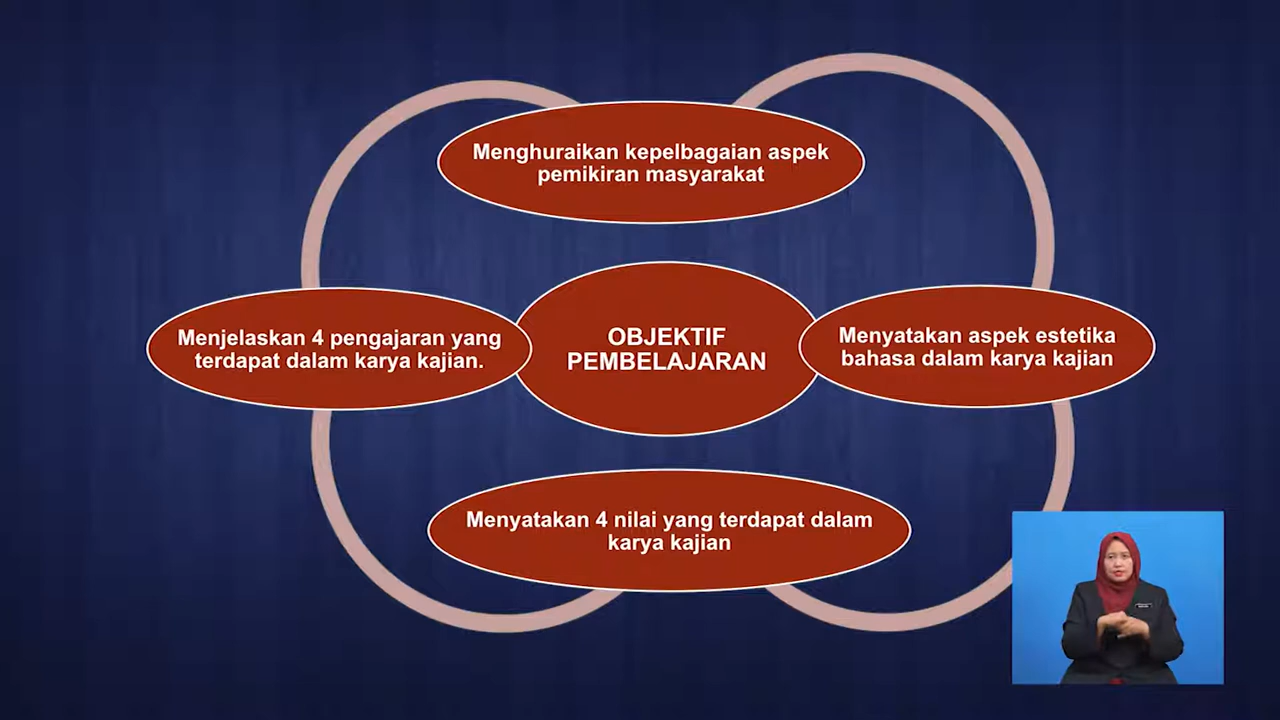 Menghuraikan kepelbagaian aspek
pemikiran masyarakat
Menjelaskan 4 pengajaran yang
terdapat dalam karya kajian.
OBJEKTIF
PEMBELAJARAN
Menyatakan aspek estetika
bahasa dalam karya kajian
Menyatakan 4 nilai yang terdapat dalam
karya kajian